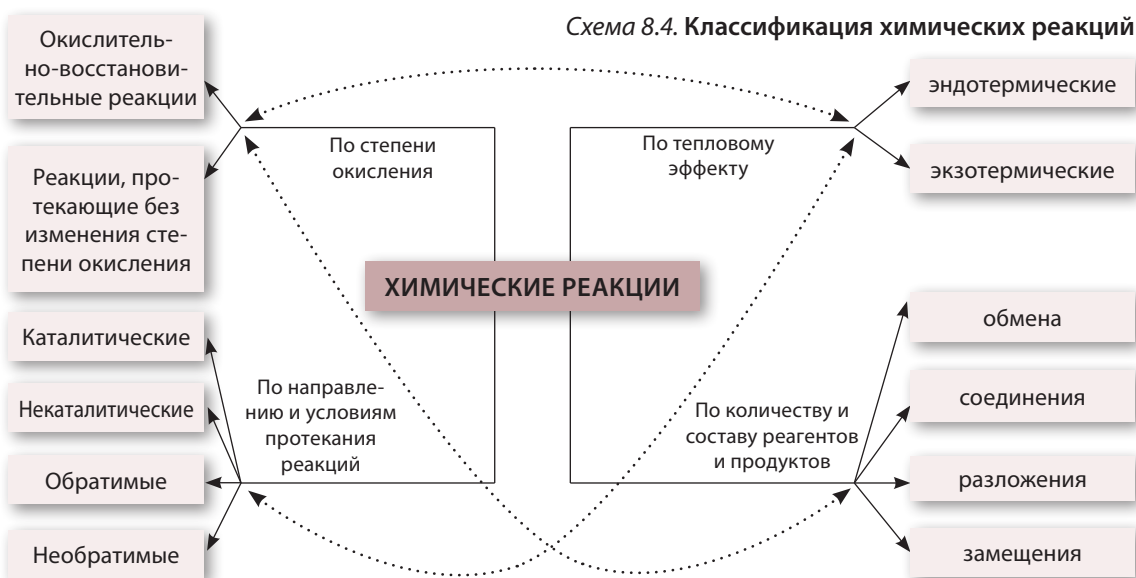 Схема 8.4. Классификация химических реакций
Окислитель-
но-восстанови-
тельные реакции
Реакции, про-
текающие без
изменения сте-
пени окисления
По степени
окисления
По тепловому
эффекту
эндотермические
экзотермические
ХИМИЧЕСКИЕ РЕАКЦИИ
Каталитические
Некаталитические
Обратимые
Необратимые
По направле-
нию и условиям
протекания
реакций
По количеству и
составу реагентов
и продуктов
обмена
соединения
разложения
замещения